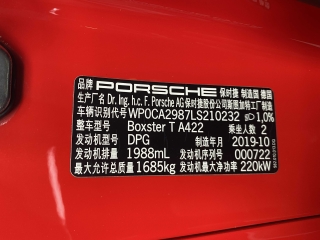 品牌 PORSCHE 保时捷 制造国 德国
生产厂名 Dr. Ing. h.c. F. Porsche AG 保时捷股份公司斯图加特工厂制造
车辆识别代号 WP0CA2987LS210232 1,0%
整车型号 Boxster T A422 乘坐人数 2
发动机型号 DPG 制造年月 2019-10
发动机排量 1988mL 发动机序列号 000722
最大允许总质量 1685kg 发动机最大净功率 220kW